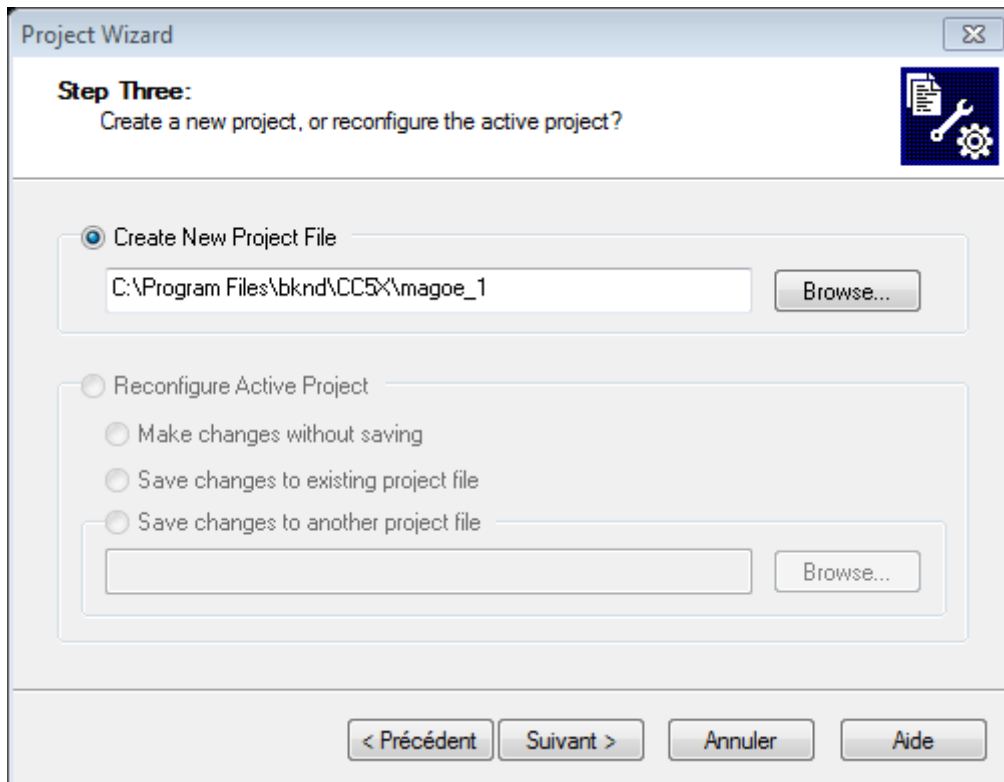 Project Wizard
Step Three:
Create a new project, or reconfigure the active project?
Create New Project File
C:\Program Files\bknd\CC5X\magoe_1
Browse...
Reconfigure Active Project
Make changes without saving
Save changes to existing project file
Save changes to another project file
Browse...
< Précédent
Suivant >
Annuler
Aide